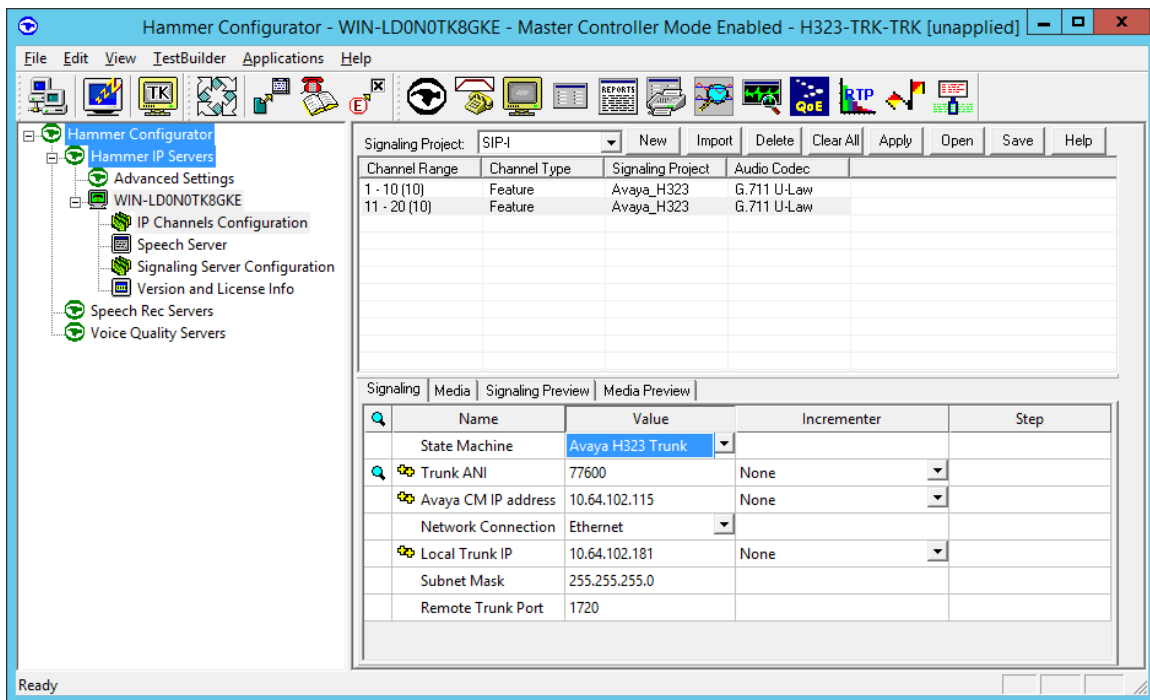 Hammer Configurator - WIN-LD0N0TK8GKE - Master Controller Mode Enabled - H323-TRK-TRK [unapplied]
File Edit View TestBuilder Applications Help
TK REPORTS QoE RTP
Hammer Configurator
Hammer IP Servers
Advanced Settings
WIN-LD0N0TK8GKE
IP Channels Configuration
Speech Server
Signaling Server Configuration
Version and License Info
Speech Rec Servers
Voice Quality Servers
Signaling Project: SIP-I New Import Delete Clear All Apply Open Save Help
Channel Range Channel Type Signaling Project Audio Codec
1 - 10 (10) Feature Avaya_H323 G.711 U-Law
11 - 20 (10) Feature Avaya_H323 G.711 U-Law
Signaling Media Signaling Preview Media Preview
Name Value Incrementer Step
State Machine Avaya H323 Trunk
Trunk ANI 77600 None
Avaya CM IP address 10.64.102.115 None
Network Connection Ethernet
Local Trunk IP 10.64.102.181 None
Subnet Mask 255.255.255.0
Remote Trunk Port 1720
Ready